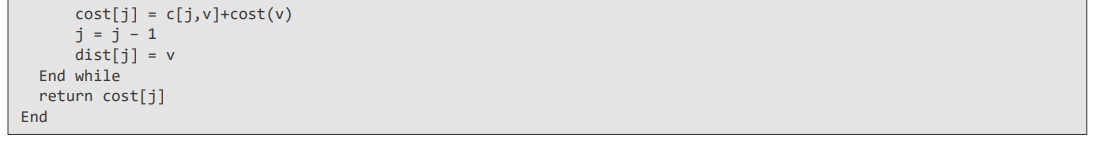 cost[j] = c[j,v]+cost(v)
j = j - 1
dist[j] = v
End while
return cost[j]
End